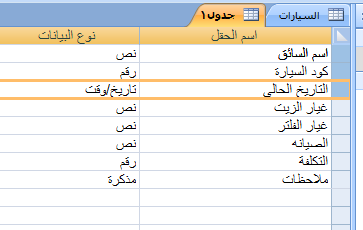 السيارات جدول١
اسم الحقل نوع البيانات
اسم السائق نص
كود السيارة رقم
التاريخ الحالى تاريخ/وقت
غيار الزيت نص
غيار الفلتر نص
الصيانه نص
التكلفة رقم
ملاحظات مذكرة